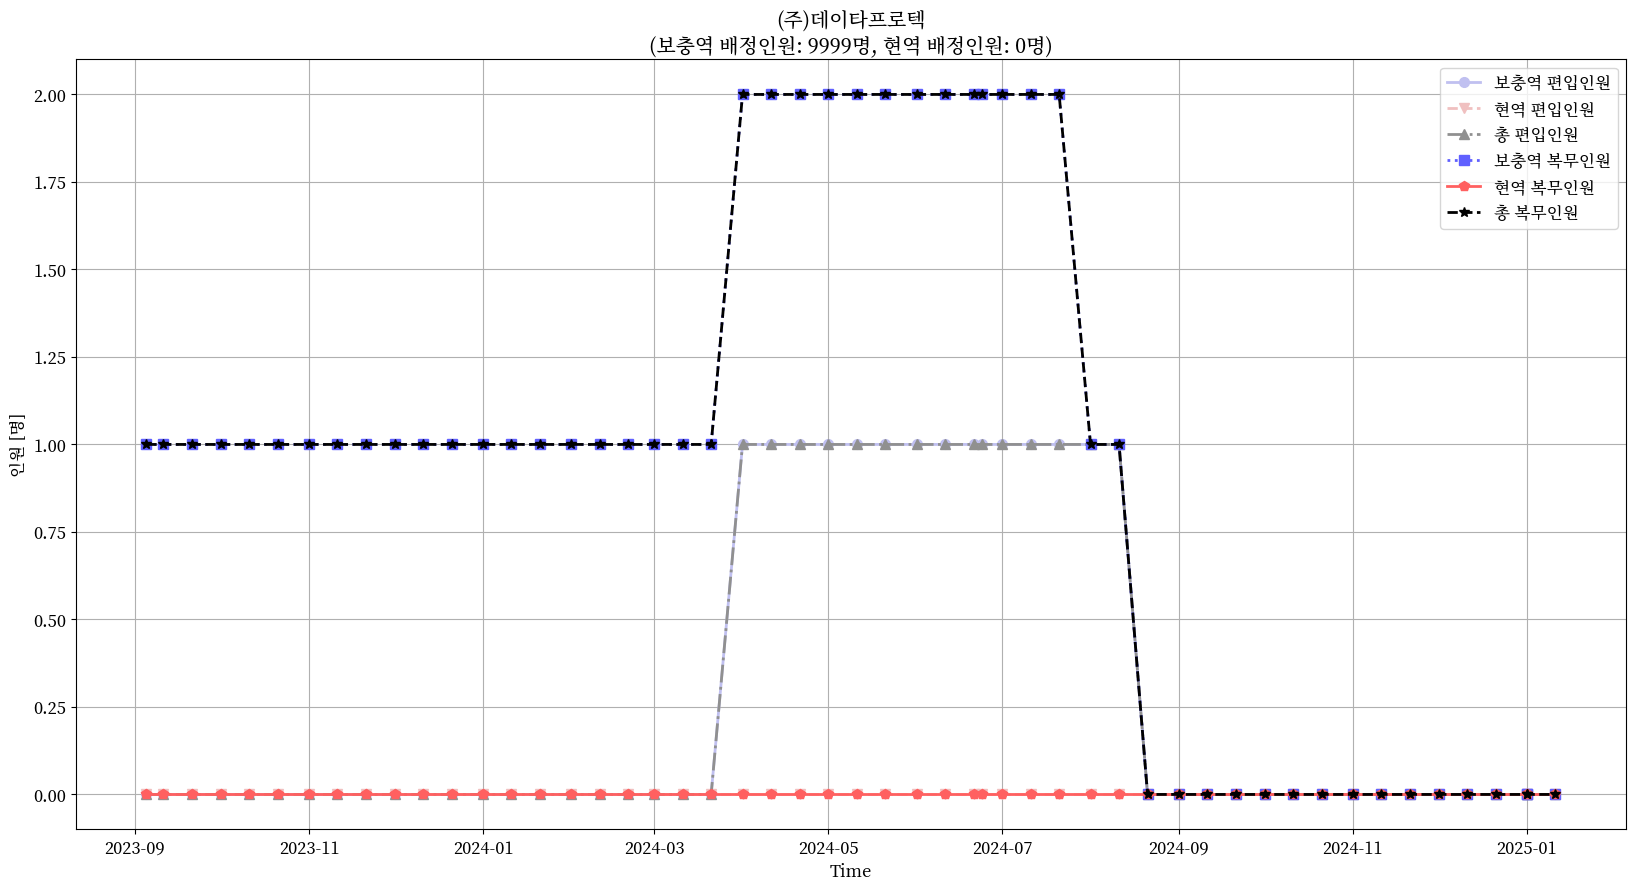 (주)데이타프로텍
(보충역 배정인원: 9999명, 현역 배정인원: 0명)
보충역 편입인원
현역 편입인원
총 편입인원
보충역 복무인원
현역 복무인원
총 복무인원
2.00
1.75
1.50
1.25
1.00
0.75
0.50
0.25
0.00
인원 [명]
2023-09 2023-11 2024-01 2024-03 2024-05 2024-07 2024-09 2024-11 2025-01
Time